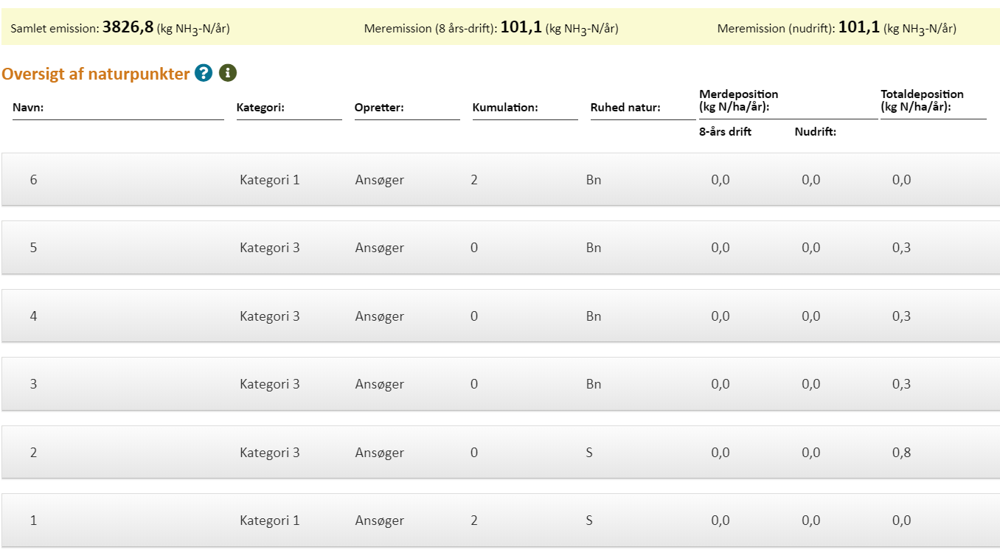 Samlet emission: 3826,8 (kg NH3-N/år) Meremission (8 års-drift): 101,1 (kg NH3-N/år) Meremission (nudrift): 101,1 (kg NH3-N/år)
Oversigt af naturpunkter ? i
Navn: Kategori: Opretter: Kumulation: Ruhed natur: Merdeposition (kg N/ha/år): Totaldeposition (kg N/ha/år):
8-års drift Nudrift:
6 Kategori 1 Ansøger 2 Bn 0,0 0,0 0,0
5 Kategori 3 Ansøger 0 Bn 0,0 0,0 0,3
4 Kategori 3 Ansøger 0 Bn 0,0 0,0 0,3
3 Kategori 3 Ansøger 0 Bn 0,0 0,0 0,3
2 Kategori 3 Ansøger 0 S 0,0 0,0 0,8
1 Kategori 1 Ansøger 2 S 0,0 0,0 0,0